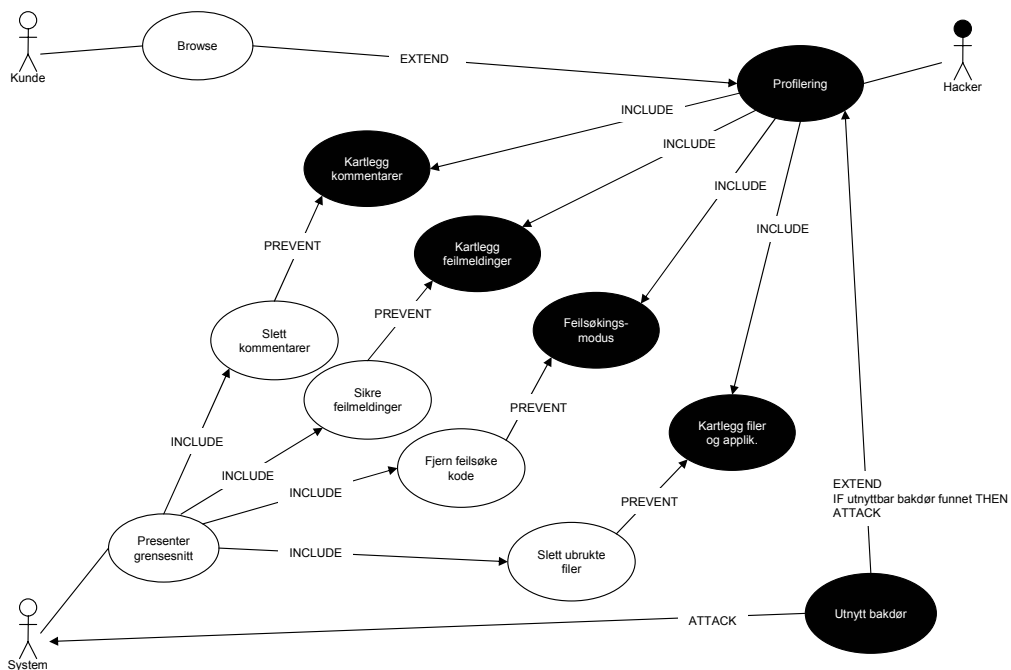 Browse
Kunde
EXTEND
Profilering
Hacker
INCLUDE
INCLUDE
INCLUDE
INCLUDE
Kartlegg
kommentarer
PREVENT
Kartlegg
feilmeldinger
PREVENT
Feilsøkings-
modus
Slett
kommentarer
Sikre
feilmeldinger
PREVENT
Kartlegg filer
og applik.
INCLUDE
INCLUDE
INCLUDE
Fjern feilsøke
kode
PREVENT
EXTEND
IF utnyttbar bakdør funnet THEN
ATTACK
Presenter
grensesnitt
INCLUDE
Slett ubrukte
filer
Utnytt bakdør
ATTACK
System